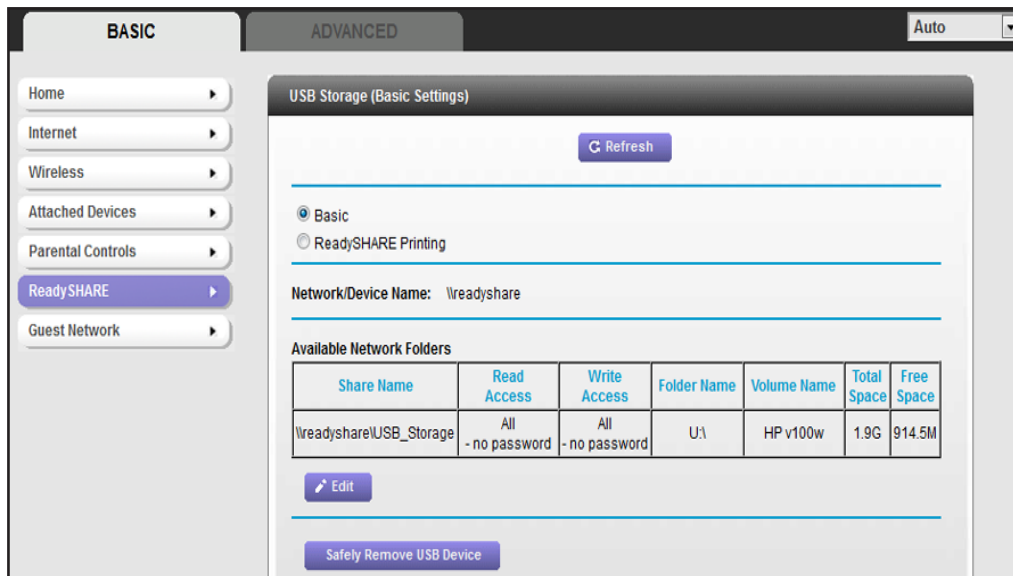 BASIC
ADVANCED
Auto
Home
Internet
Wireless
Attached Devices
Parental Controls
ReadySHARE
Guest Network
USB Storage (Basic Settings)
Refresh
Basic
ReadySHARE Printing
Network/Device Name: \\readyshare
Available Network Folders
Share Name Read Access Write Access Folder Name Volume Name Total Space Free Space
\\readyshare\USB_Storage All - no password All - no password U:\ HP v100w 1.9G 914.5M
Edit
Safely Remove USB Device